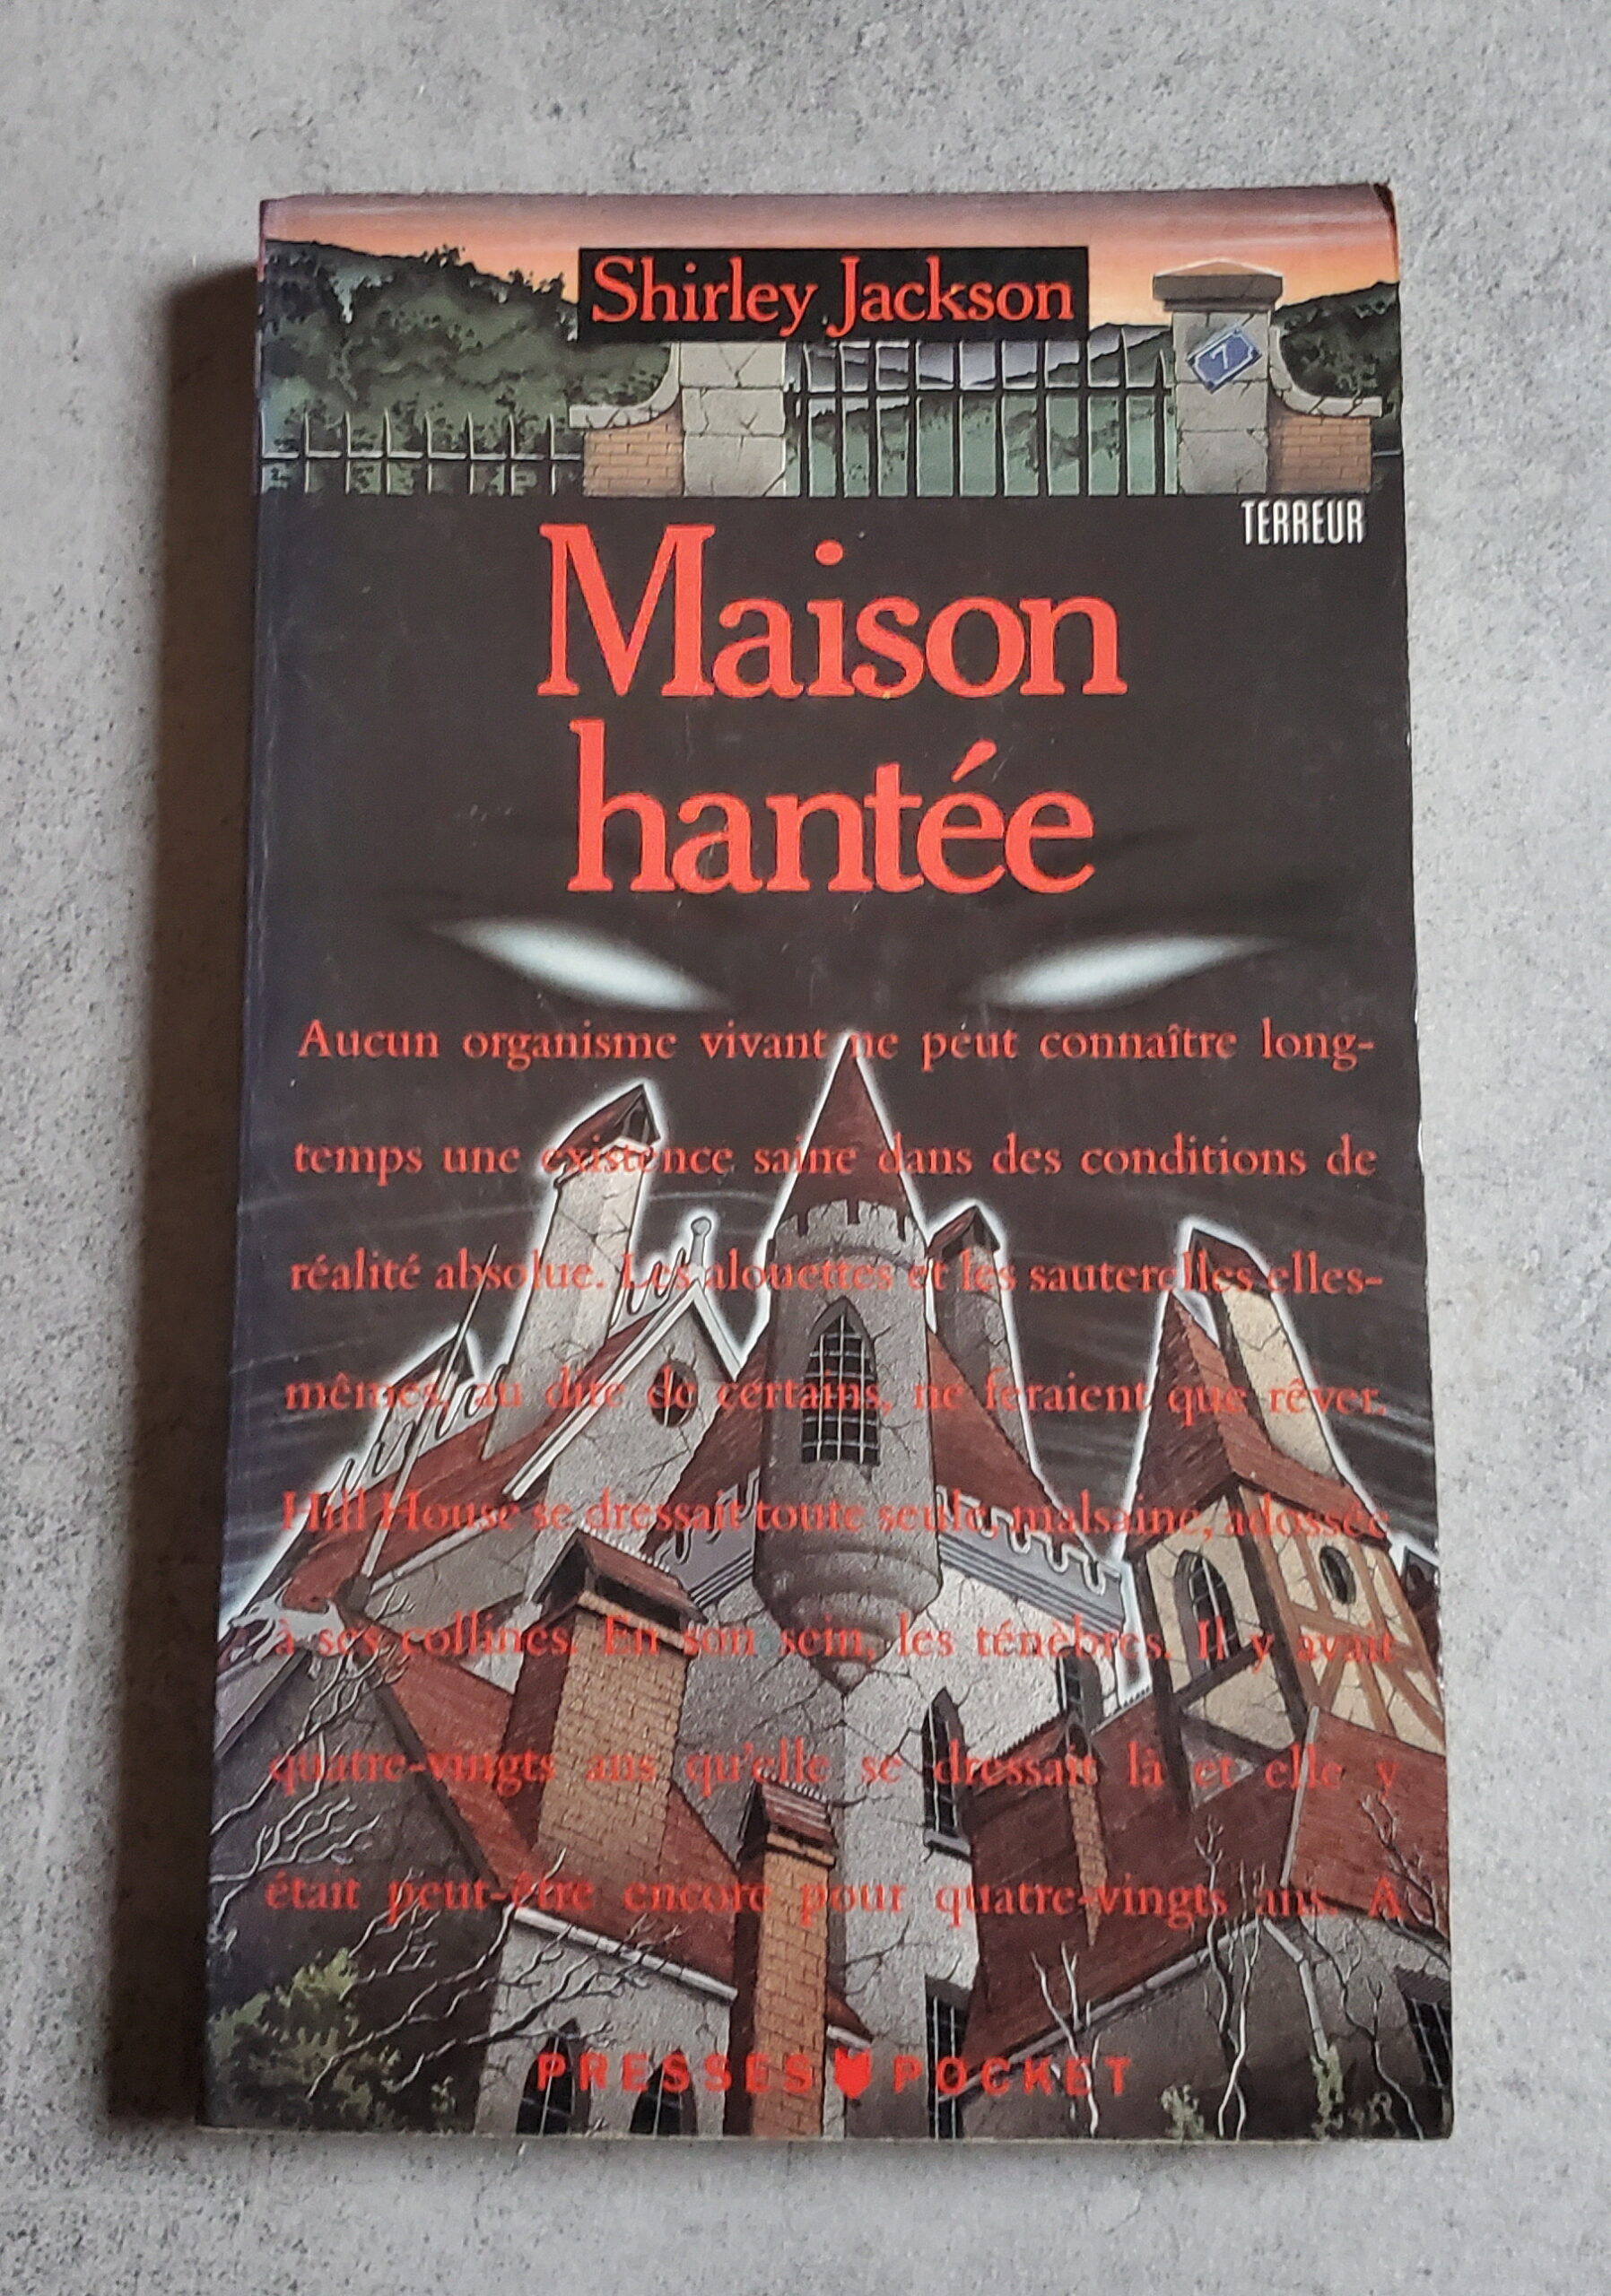 Shirley Jackson
7
TERREUR
Maison
hantée
Aucun organisme vivant ne peut connaître long-
temps une existence saine dans des conditions de
réalité absolue. Les alouettes et les sauterelles elles-
mêmes, au dire de certains, ne feraient que rêver.
Hill House se dressait toute seule, malsaine, adossée
à ses collines. En son sein, les ténèbres. Il y avait
quatre-vingts ans qu'elle se dressait là et elle y
était peut-être encore pour quatre-vingts ans. A
PRESSES POCKET